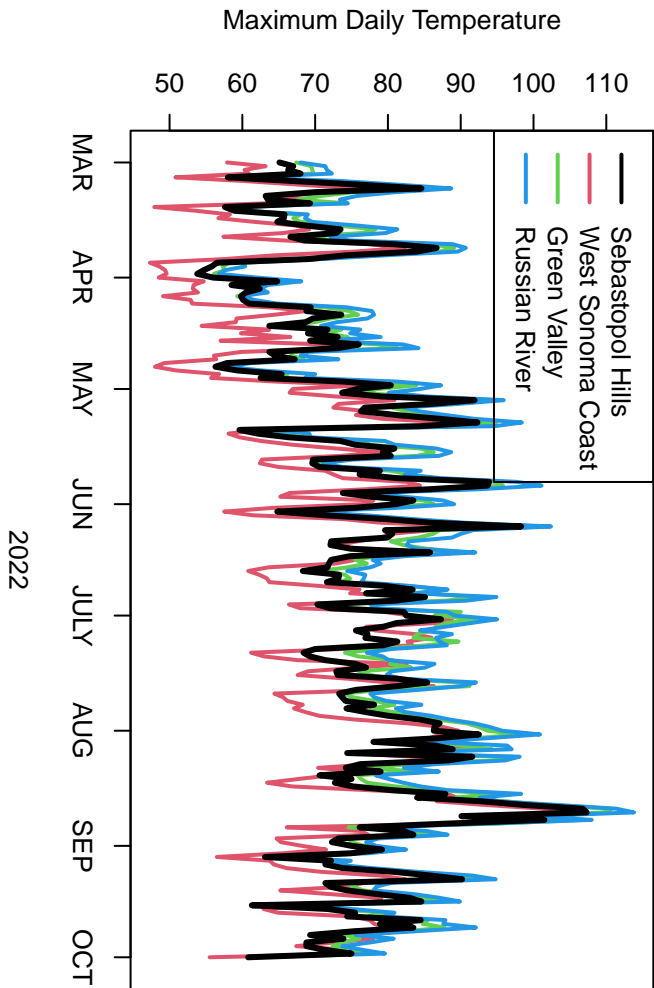 Maximum Daily Temperature
50 60 70 80 90 100 110
Sebastopol Hills
West Sonoma Coast
Green Valley
Russian River
MAR APR MAY JUN JULY AUG SEP OCT
2022